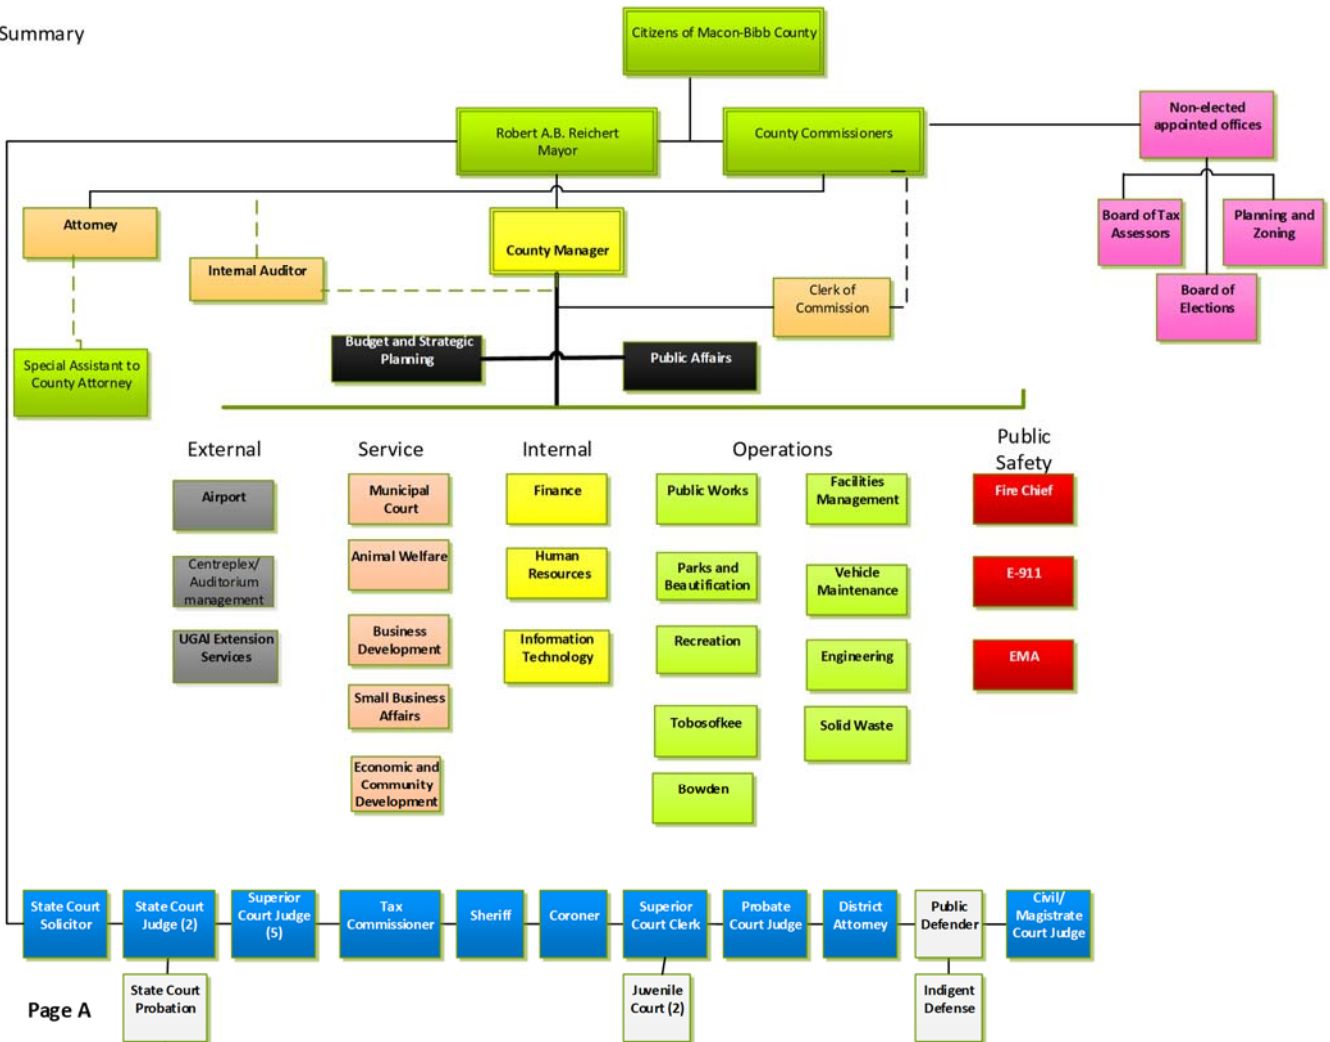 Summary
Citizens of Macon-Bibb County
Robert A.B. Reichert
Mayor
County Commissioners
Non-elected
appointed offices
Board of Tax
Assessors
Planning and
Zoning
Board of
Elections
Attorney
Internal Auditor
County Manager
Clerk of
Commission
Special Assistant to
County Attorney
Budget and Strategic
Planning
Public Affairs
External
Service
Internal
Operations
Public
Safety
Airport
Centreplex/
Auditorium
management
UGAI Extension
Services
Municipal
Court
Animal Welfare
Business
Development
Small Business
Affairs
Economic and
Community
Development
Finance
Human
Resources
Information
Technology
Public Works
Parks and
Beautification
Recreation
Tobosofkee
Bowden
Facilities
Management
Vehicle
Maintenance
Engineering
Solid Waste
Fire Chief
E-911
EMA
State Court
Solicitor
State Court
Judge (2)
Superior
Court Judge
(5)
Tax
Commissioner
Sheriff
Coroner
Superior
Court Clerk
Probate
Court Judge
District
Attorney
Public
Defender
Civil/
Magistrate
Court Judge
State Court
Probation
Juvenile
Court (2)
Indigent
Defense
Page A